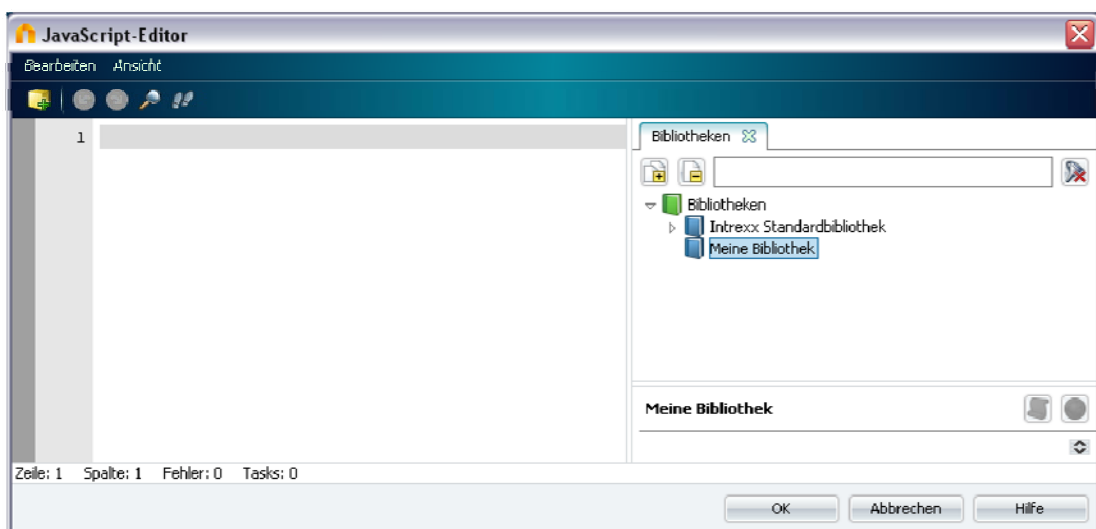 JavaScript-Editor
Bearbeiten Ansicht
1
Bibliotheken
Bibliotheken
Intrexx Standardbibliothek
Meine Bibliothek
Meine Bibliothek
Zeile: 1 Spalte: 1 Fehler: 0 Tasks: 0
OK Abbrechen Hilfe